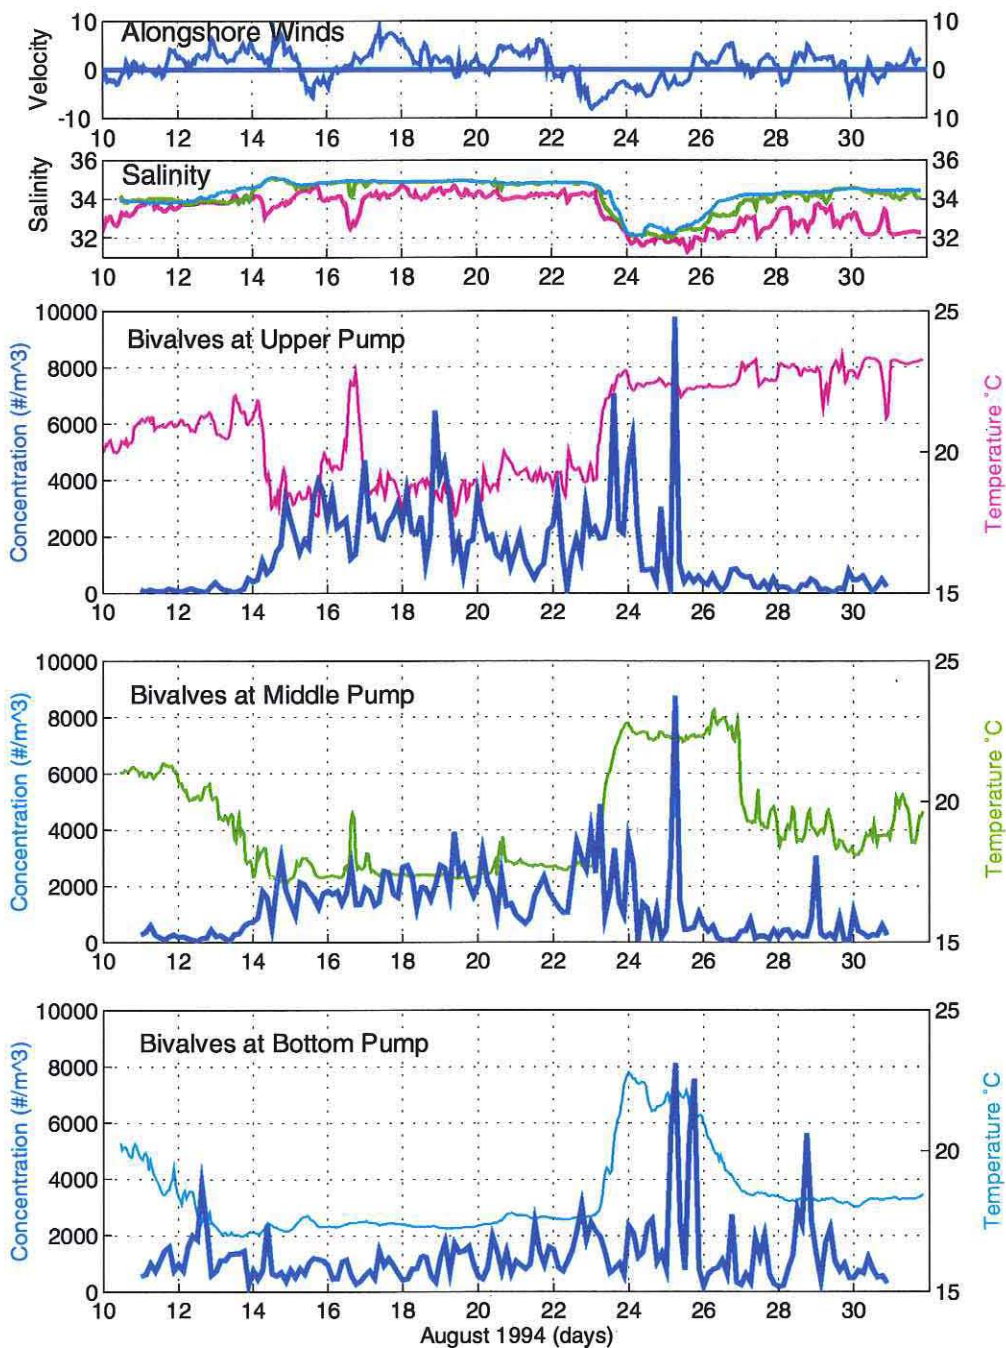 Alongshore Winds
Velocity
10
0
-10
10
0
10
10 12 14 16 18 20 22 24 26 28 30
Salinity
Salinity
36
34
32
36
34
32
10 12 14 16 18 20 22 24 26 28 30
Bivalves at Upper Pump
Concentration (#/m^3)
10000
8000
6000
4000
2000
0
25
20
15
Temperature °C
10 12 14 16 18 20 22 24 26 28 30
Bivalves at Middle Pump
Concentration (#/m^3)
10000
8000
6000
4000
2000
0
25
20
15
Temperature °C
10 12 14 16 18 20 22 24 26 28 30
Bivalves at Bottom Pump
Concentration (#/m^3)
10000
8000
6000
4000
2000
0
25
20
15
Temperature °C
10 12 14 16 18 20 22 24 26 28 30
August 1994 (days)